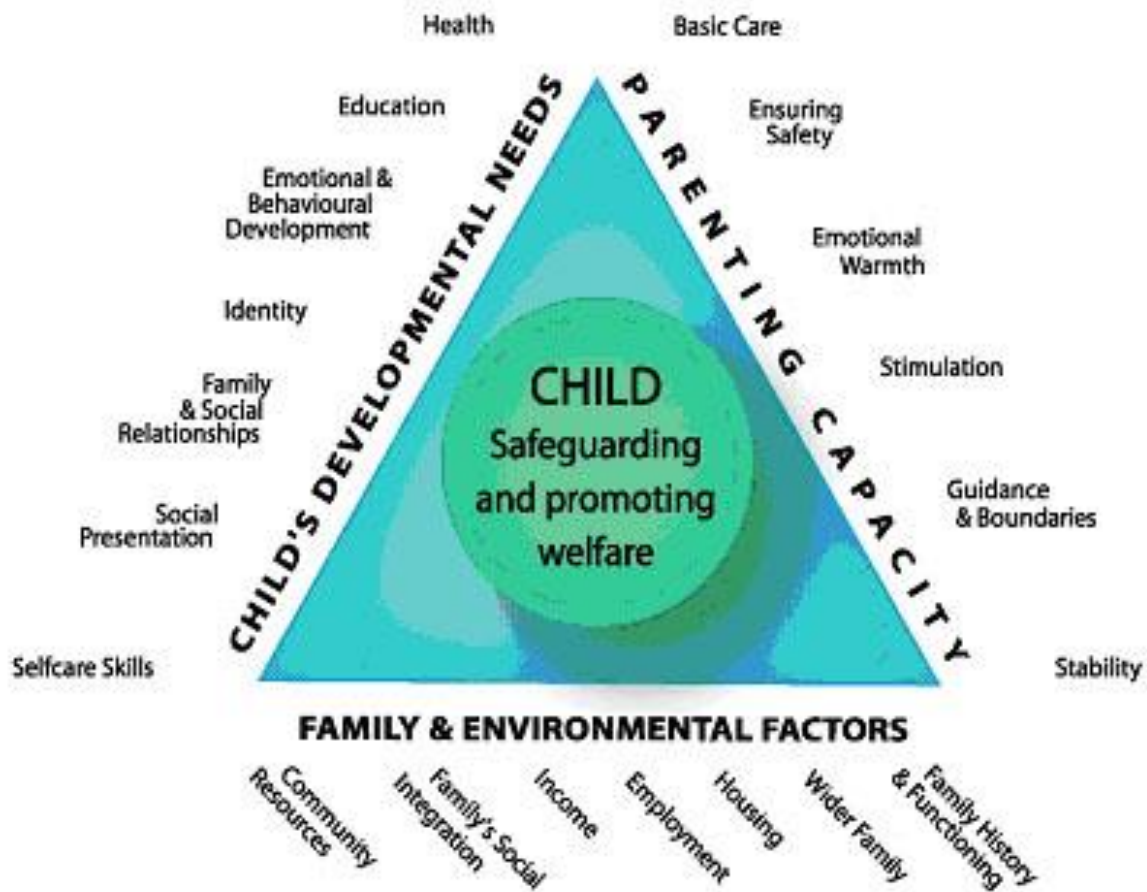 Health
Education
Emotional &
Behavioural
Development
Identity
Family
& Social
Relationships
Social
Presentation
Selfcare Skills
CHILD'S DEVELOPMENTAL NEEDS
Basic Care
Ensuring
Safety
Emotional
Warmth
Stimulation
Guidance
& Boundaries
Stability
PARENTING CAPACITY
CHILD
Safeguarding
and promoting
welfare
FAMILY & ENVIRONMENTAL FACTORS
Community
Resources
Family's Social
Integration
Income
Employment
Housing
Wider Family
Family History
& Functioning